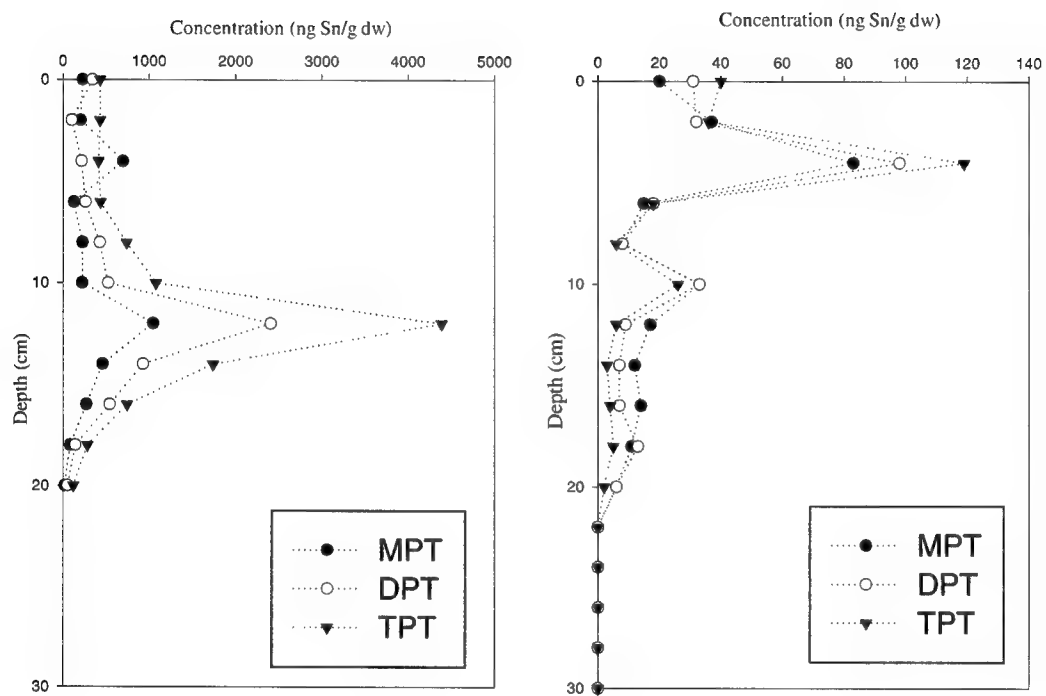 Concentration (ng Sn/g dw)
0 1000 2000 3000 4000 5000
0
10
20
30
Depth (cm)
MPT
DPT
TPT
Concentration (ng Sn/g dw)
0 20 40 60 80 100 120 140
0
10
20
30
Depth (cm)
MPT
DPT
TPT